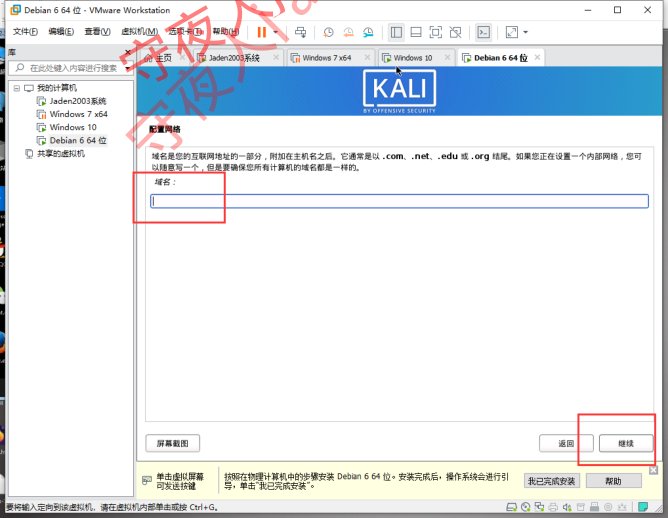 Debian 6 64 位 - VMware Workstation
文件(F) 编辑(E) 查看(V) 虚拟机(M) 选项卡(T) 帮助(H)
库
在此处键入内容进行搜索
我的计算机
Jaden2003系统
Windows 7 x64
Windows 10
Debian 6 64 位
共享的虚拟机
主页 Jaden2003系统 Windows 7 x64 Windows 10 Debian 6 64 位
守夜人
守夜人
KALI
BY OFFENSIVE SECURITY
配置网络
域名是您的互联网地址的一部分，附加在主机名之后。它通常是以 .com、.net、.edu 或 .org 结尾。如果您正在设置一个内部网络，您可
以随意写一个，但是要确保您所有计算机的域名都是一样的。
域名：
屏幕截图 返回 继续
单击虚拟屏幕
可发送按键
按照在物理计算机中的步骤安装 Debian 6 64 位。安装完成后，操作系统会进行引
导，单击“我已完成安装”。
我已完成安装 帮助
要将输入定向到该虚拟机，请在虚拟机内部单击或按 Ctrl+G。